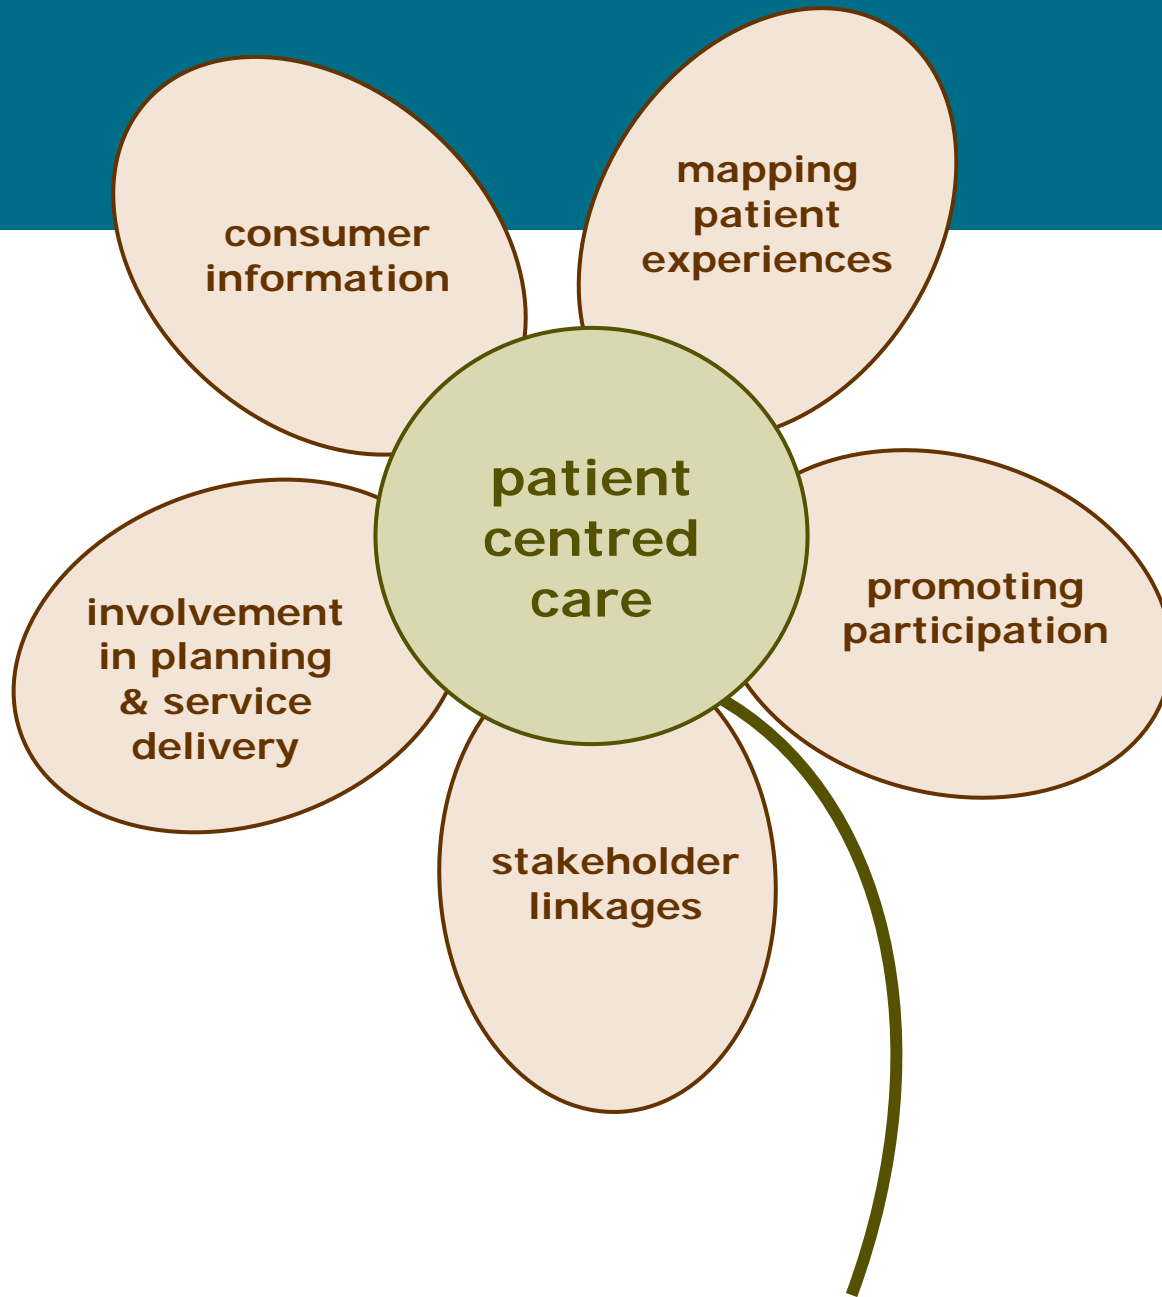 consumer
information
mapping
patient
experiences
patient
centred
care
promoting
participation
involvement
in planning
& service
delivery
stakeholder
linkages